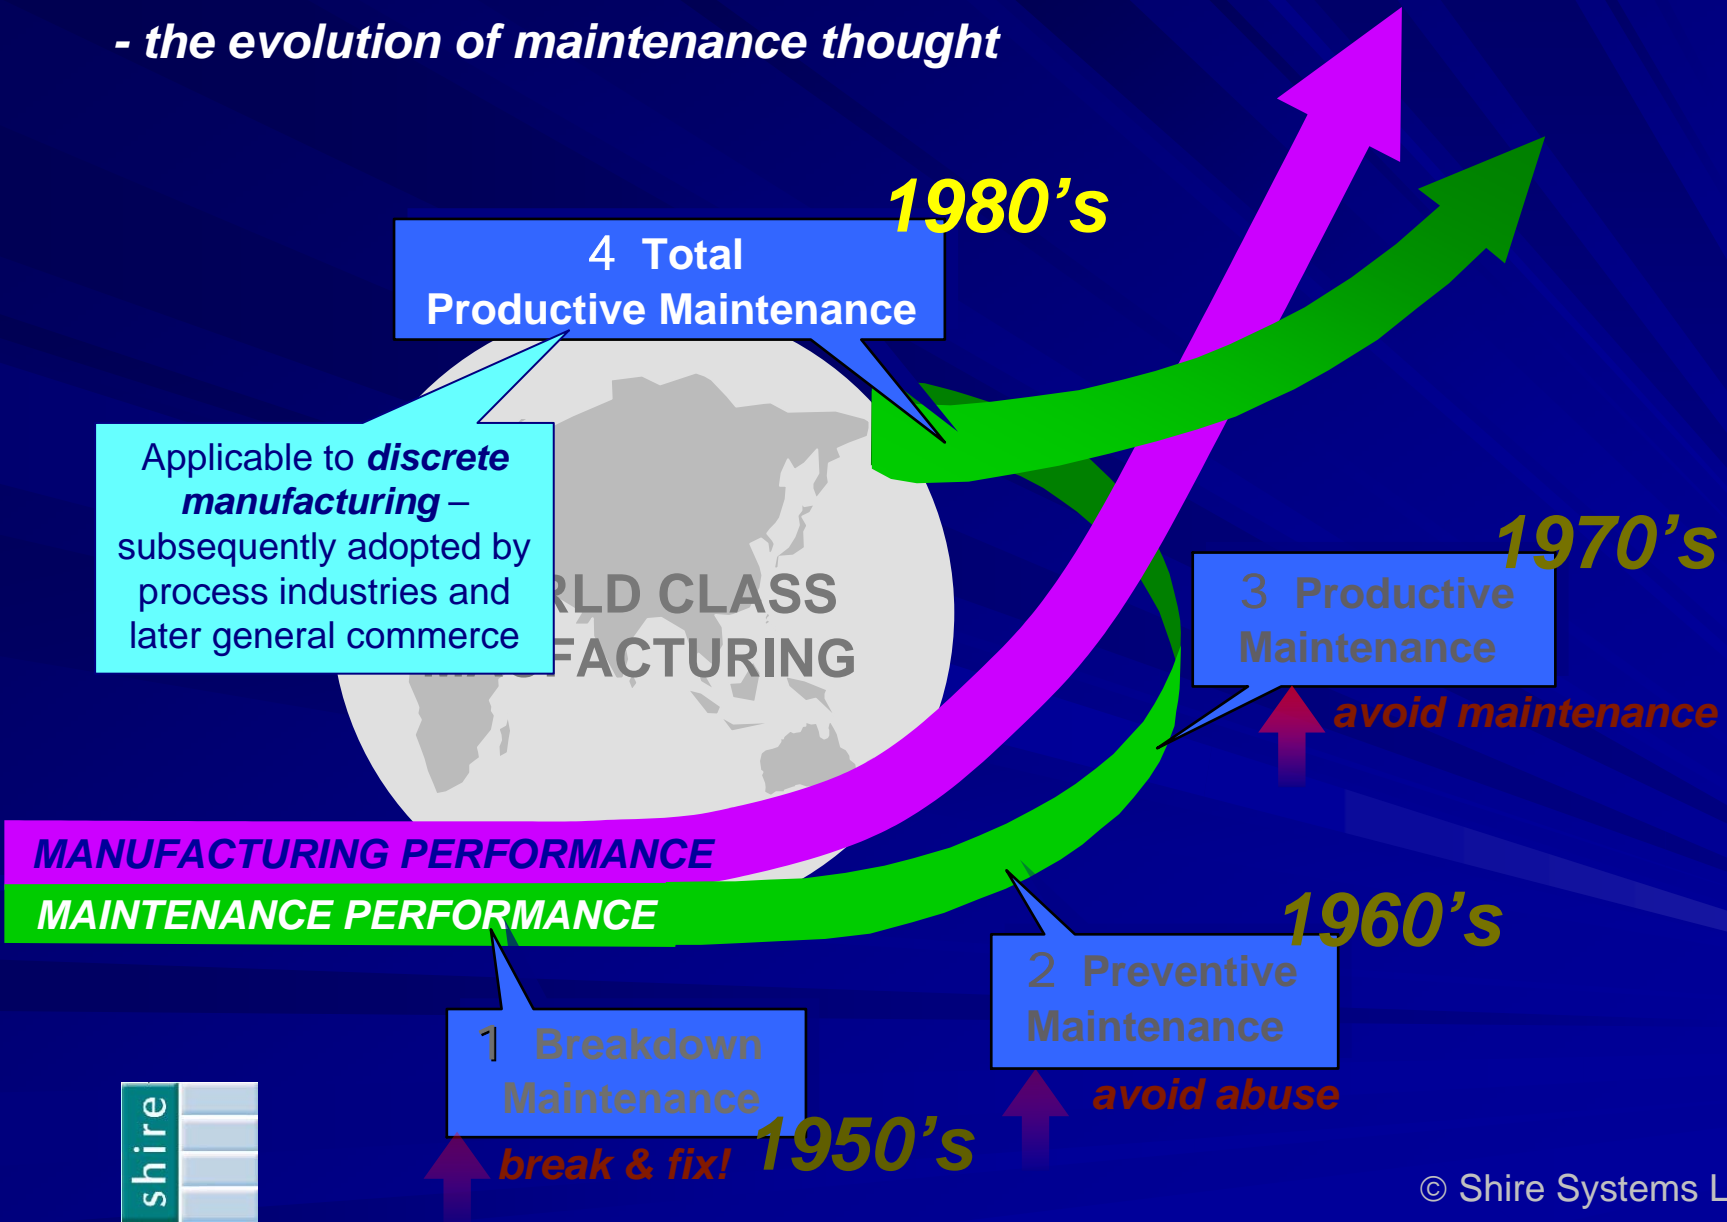 - the evolution of maintenance thought
1980’s
4 Total
Productive Maintenance
Applicable to discrete
manufacturing –
subsequently adopted by
process industries and
later general commerce
RLD CLASS
FACTURING
1970’s
3 Productive
Maintenance
avoid maintenance
MANUFACTURING PERFORMANCE
MAINTENANCE PERFORMANCE
1960’s
2 Preventive
Maintenance
avoid abuse
1 Breakdown
Maintenance
1950’s
break & fix!
shire
© Shire Systems L